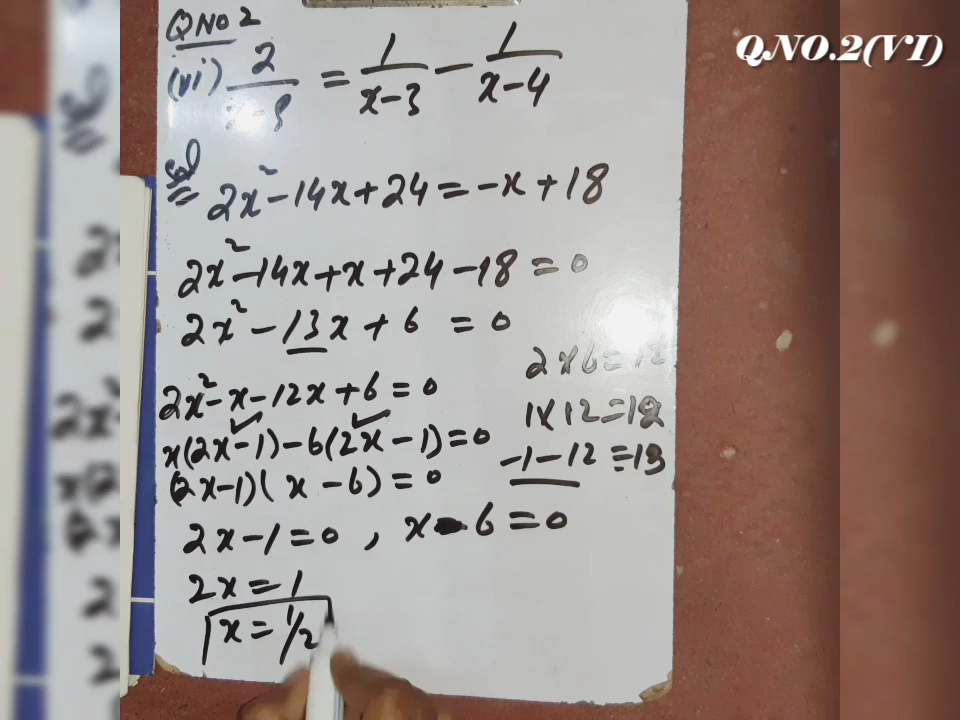 Q NO 2
Q.NO.2(VI)
(vi) 2/ = 1/(x-3) - 1/(x-4)
Sol
2x² - 14x + 24 = -x + 18
2x² - 14x + x + 24 - 18 = 0
2x² - 13x + 6 = 0
2 x 6 = 12
2x² - x - 12x + 6 = 0
1 x 12 = 12
x(2x - 1) - 6(2x - 1) = 0
-1 - 12 = 13
(2x - 1)(x - 6) = 0
2x - 1 = 0 , x - 6 = 0
2x = 1
x = 1/2